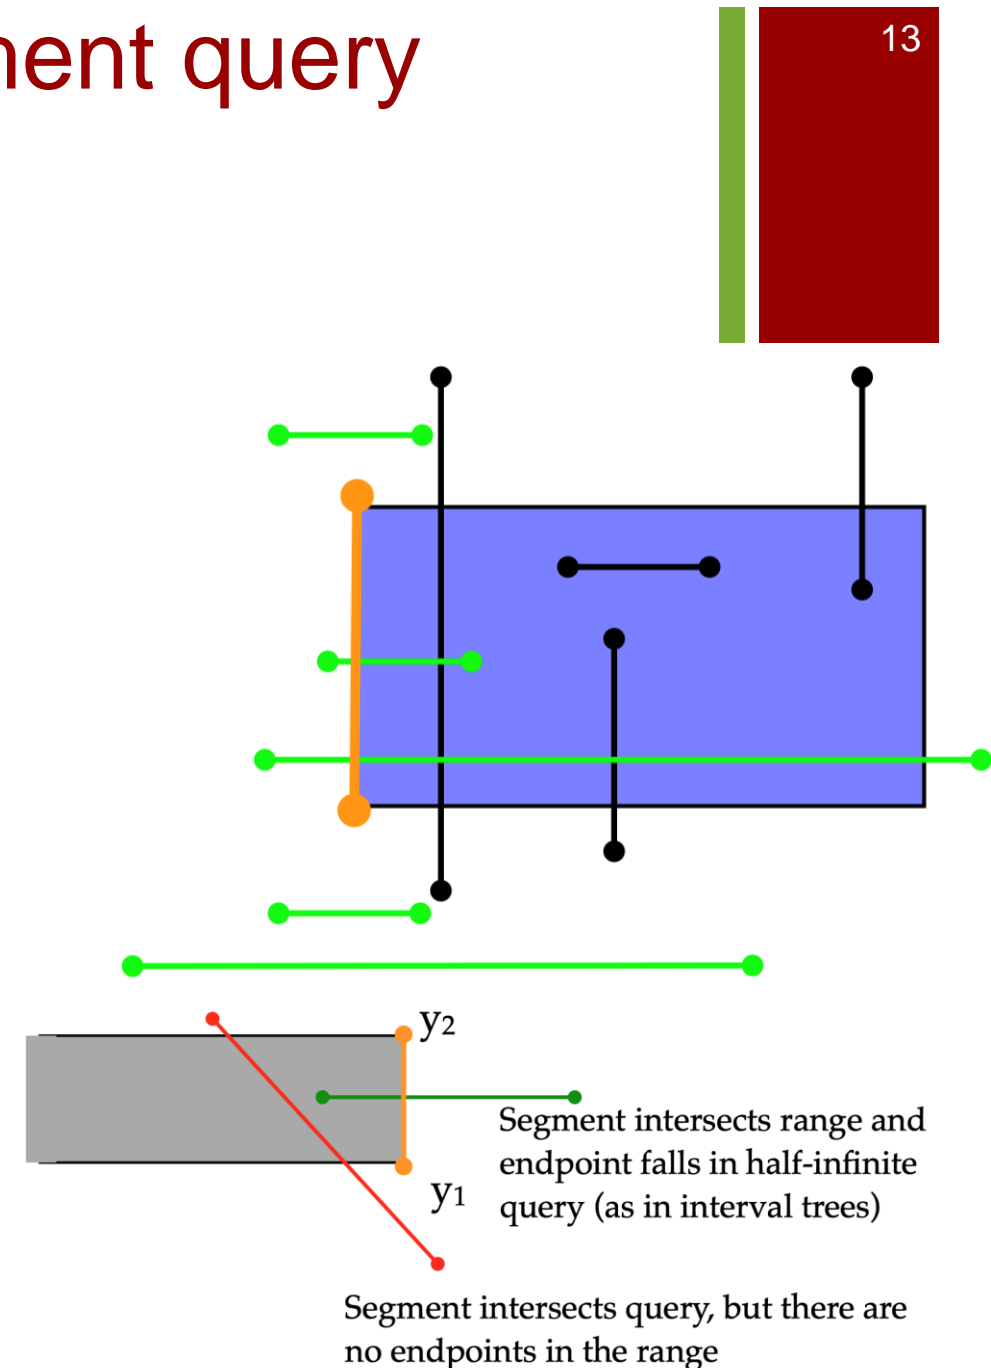 nent query
13
y2
Segment intersects range and
endpoint falls in half-infinite
query (as in interval trees)
y1
Segment intersects query, but there are
no endpoints in the range